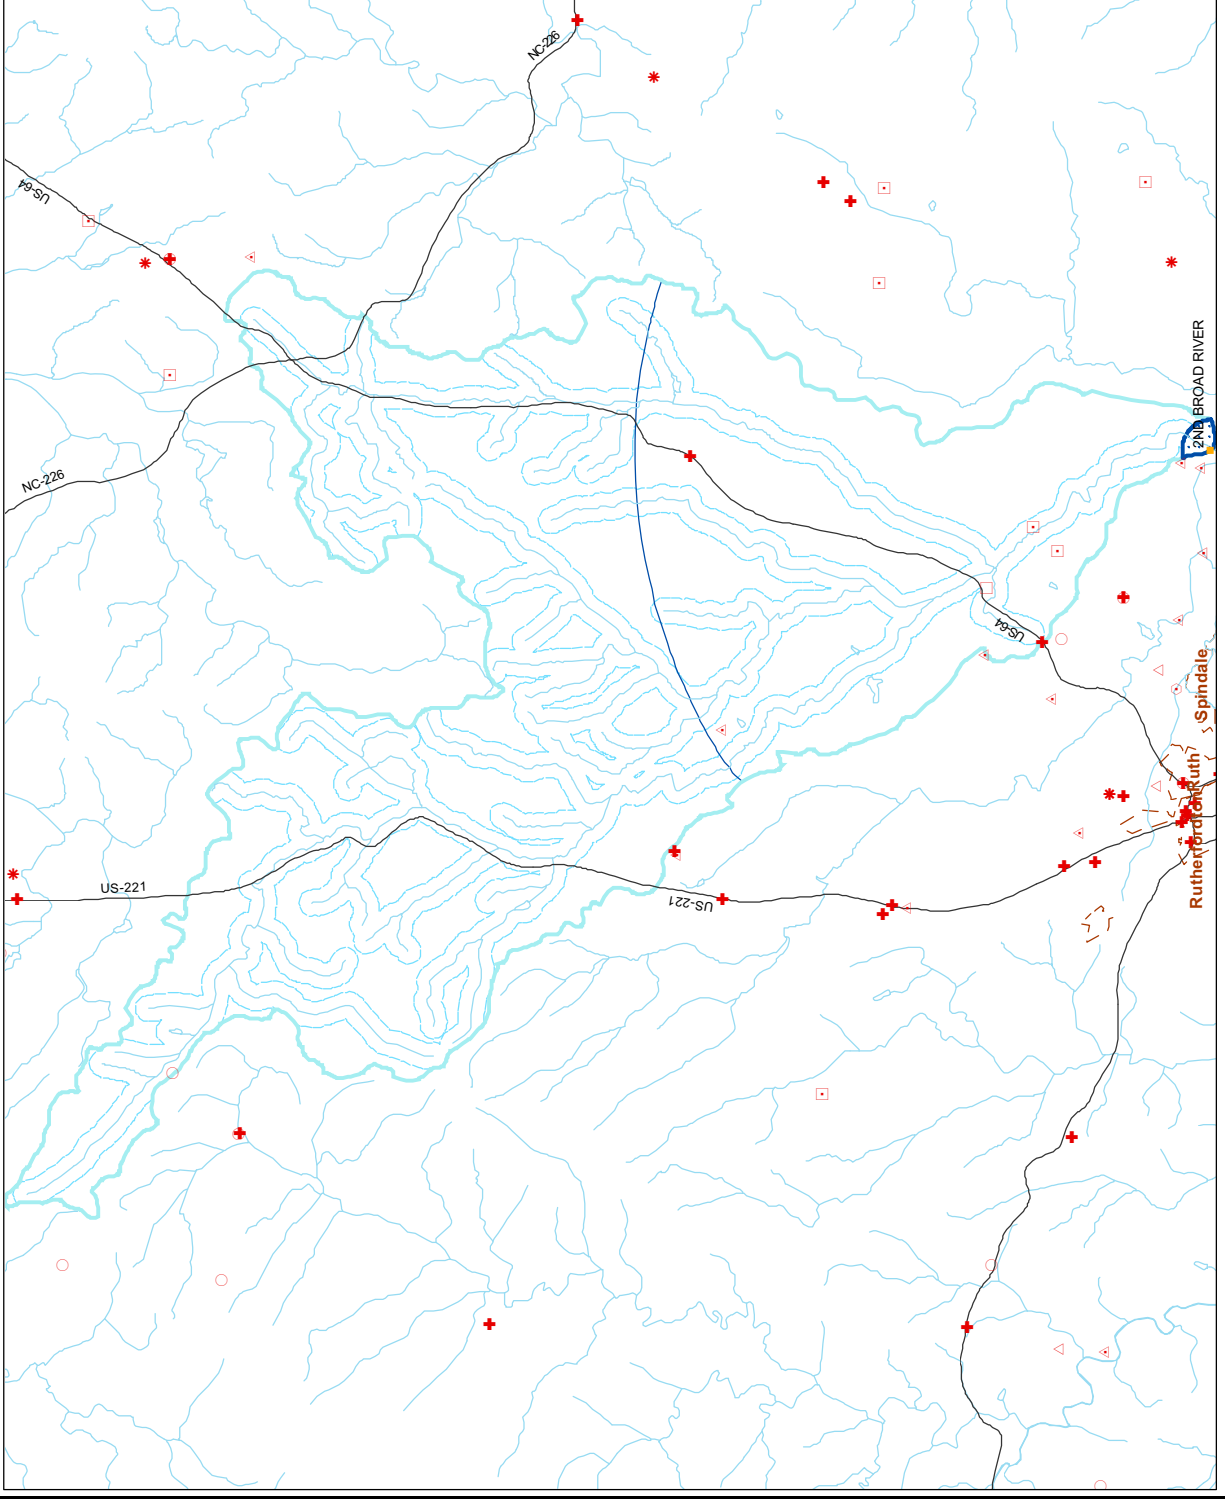 NC-226
US-64
2ND BROAD RIVER
NC-226
US-64
Spindale
Ruth
Rutherfordton
US-221
US-221